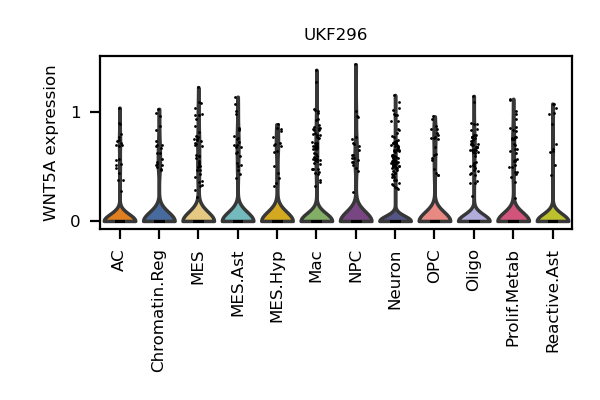 UKF296
WNT5A expression
1
0
AC
Chromatin.Reg
MES
MES.Ast
MES.Hyp
Mac
NPC
Neuron
OPC
Oligo
Prolif.Metab
Reactive.Ast